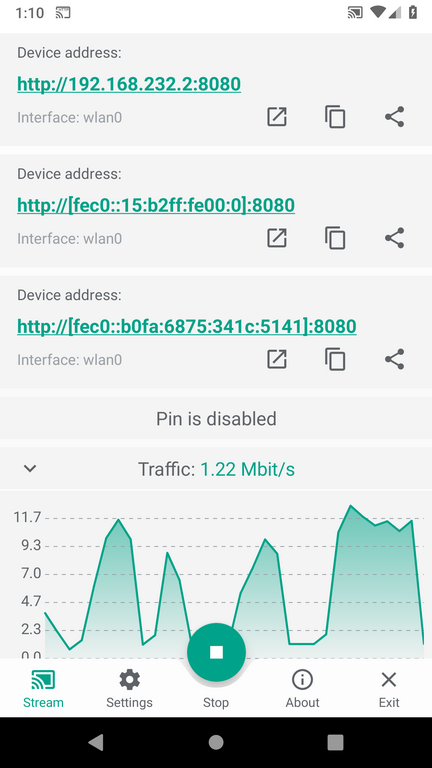 1:10
Device address:
http://192.168.232.2:8080
Interface: wlan0
Device address:
http://[fec0::15:b2ff:fe00:0]:8080
Interface: wlan0
Device address:
http://[fec0::b0fa:6875:341c:5141]:8080
Interface: wlan0
Pin is disabled
Traffic: 1.22 Mbit/s
11.7
9.3
7.0
4.7
2.3
0.0
Stream
Settings
Stop
About
Exit